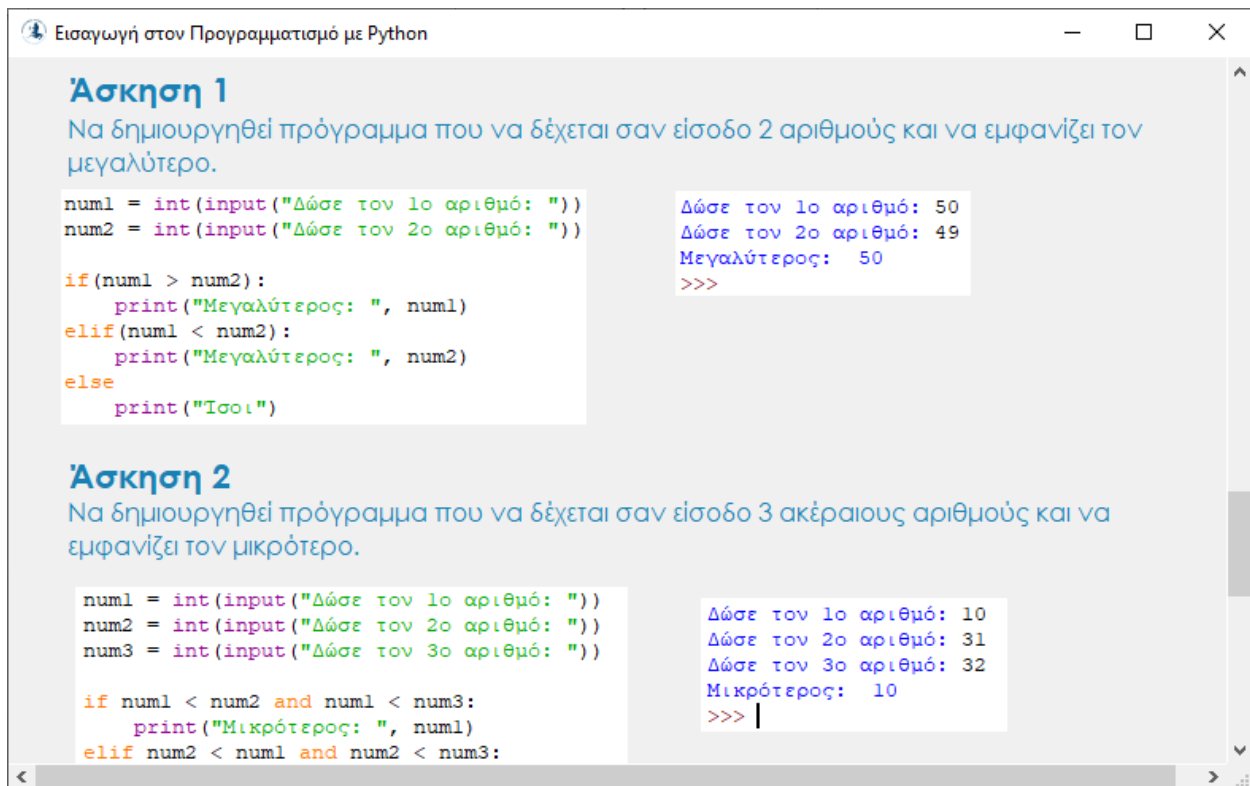 Εισαγωγή στον Προγραμματισμό με Python
Άσκηση 1
Να δημιουργηθεί πρόγραμμα που να δέχεται σαν είσοδο 2 αριθμούς και να εμφανίζει τον
μεγαλύτερο.
num1 = int(input("Δώσε τον 1ο αριθμό: "))
num2 = int(input("Δώσε τον 2ο αριθμό: "))
if(num1 > num2):
    print("Μεγαλύτερος: ", num1)
elif(num1 < num2):
    print("Μεγαλύτερος: ", num2)
else
    print("Ίσοι")
Δώσε τον 1ο αριθμό: 50
Δώσε τον 2ο αριθμό: 49
Μεγαλύτερος:  50
>>>
Άσκηση 2
Να δημιουργηθεί πρόγραμμα που να δέχεται σαν είσοδο 3 ακέραιους αριθμούς και να
εμφανίζει τον μικρότερο.
num1 = int(input("Δώσε τον 1ο αριθμό: "))
num2 = int(input("Δώσε τον 2ο αριθμό: "))
num3 = int(input("Δώσε τον 3ο αριθμό: "))
if num1 < num2 and num1 < num3:
    print("Μικρότερος: ", num1)
elif num2 < num1 and num2 < num3:
Δώσε τον 1ο αριθμό: 10
Δώσε τον 2ο αριθμό: 31
Δώσε τον 3ο αριθμό: 32
Μικρότερος:  10
>>>